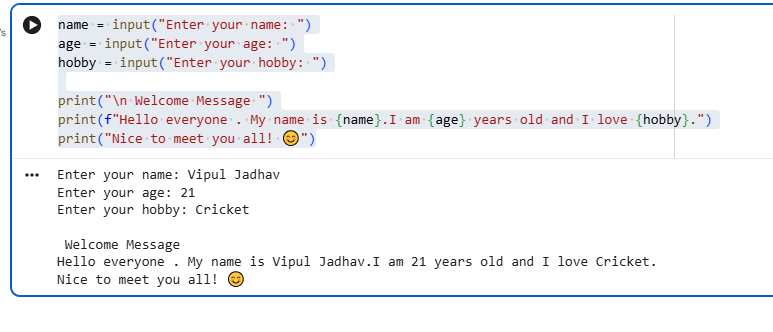 name = input("Enter your name: ")
age = input("Enter your age: ")
hobby = input("Enter your hobby: ")
print("\n Welcome Message ")
print(f"Hello everyone . My name is {name}.I am {age} years old and I love {hobby}.")
print("Nice to meet you all! 😊")
Enter your name: Vipul Jadhav
Enter your age: 21
Enter your hobby: Cricket
Welcome Message
Hello everyone . My name is Vipul Jadhav.I am 21 years old and I love Cricket.
Nice to meet you all! 😊